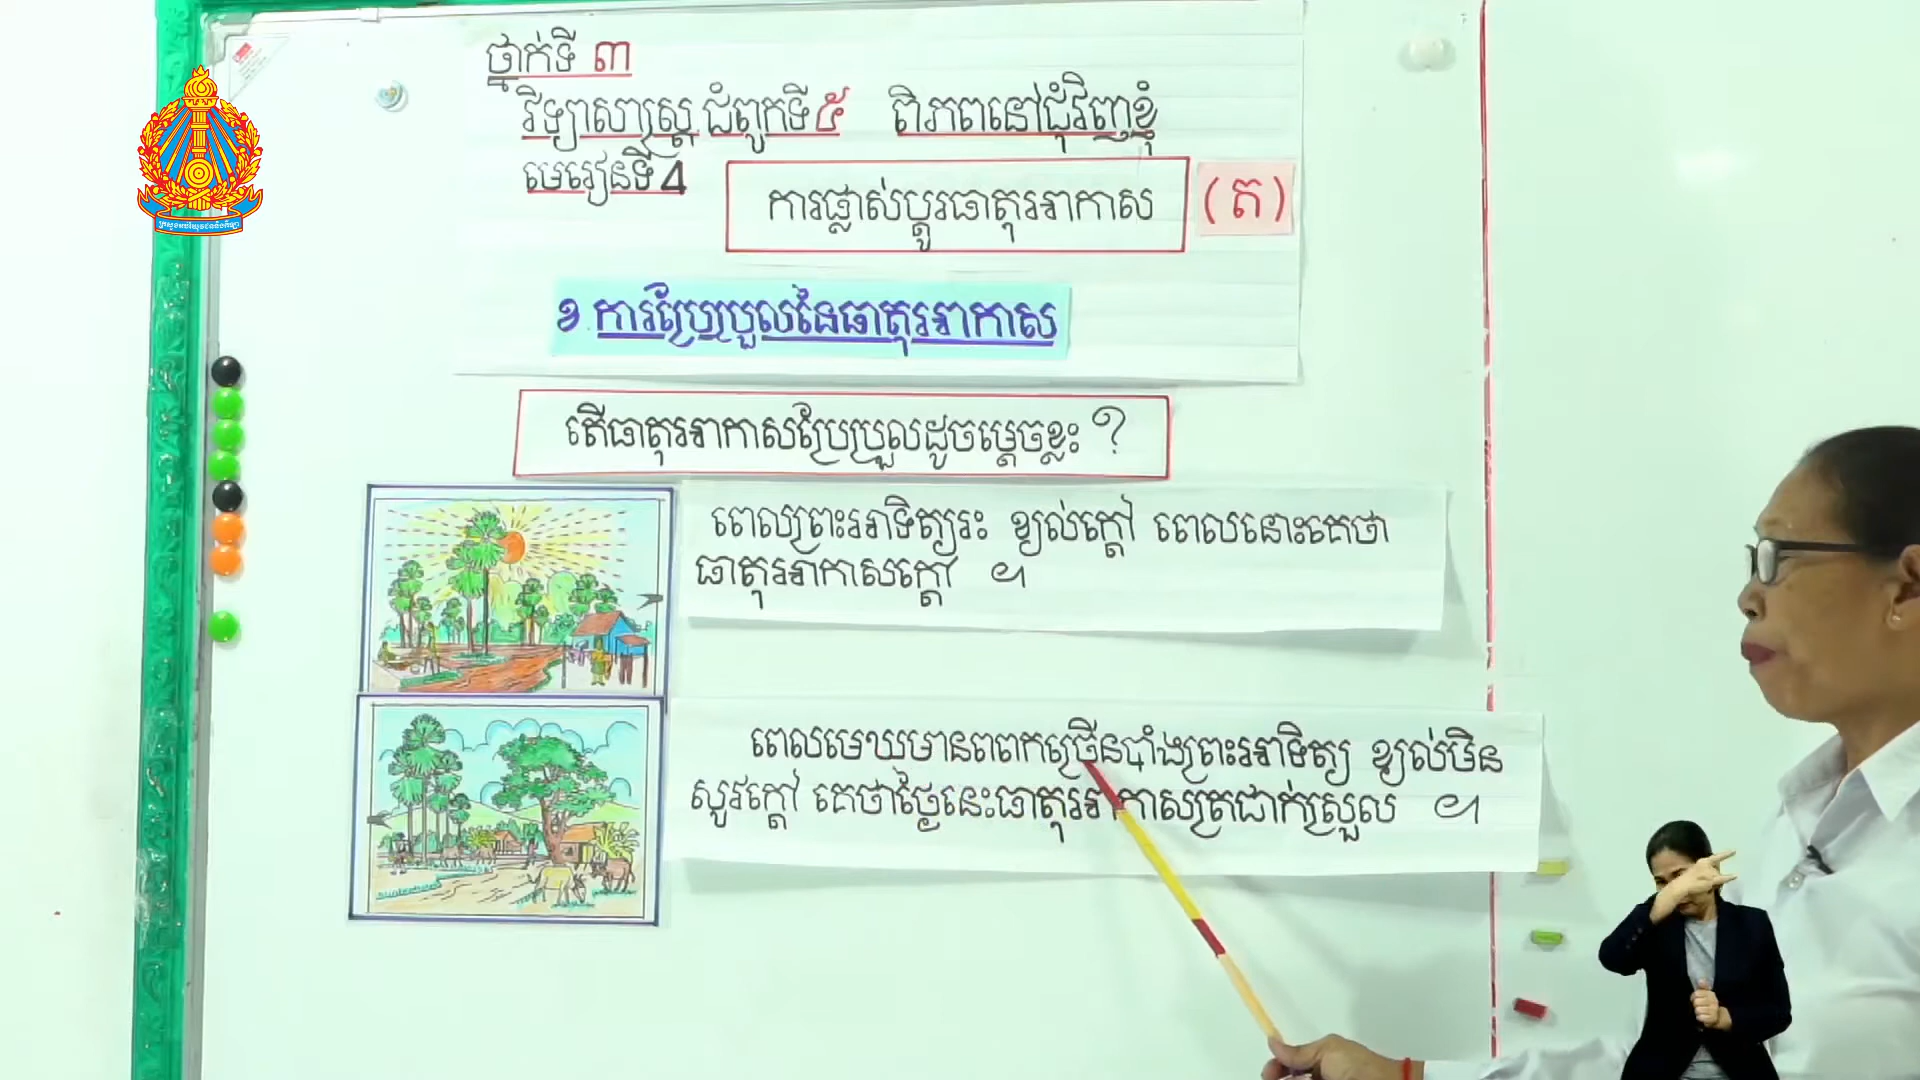 ថ្នាក់ទី ៣
វិទ្យាសាស្ត្រ ជំពូកទី៥ ពិភពនៅជុំវិញខ្ញុំ
មេរៀនទី4
ការផ្លាស់ប្តូរធាតុអាកាស (ត)
ខ ការប្រែប្រួលនៃធាតុអាកាស
តើធាតុអាកាសប្រែប្រួលដូចម្តេចខ្លះ ?
ពេលព្រះអាទិត្យរះ ខ្យល់ក្តៅ ពេលនោះគេថា
ធាតុអាកាសក្តៅ ។
ពេលមេឃមានពពកច្រើនបាំងព្រះអាទិត្យ ខ្យល់មិន
សូវក្តៅ គេថាថ្ងៃនេះធាតុអាកាសត្រជាក់ស្រួល ។